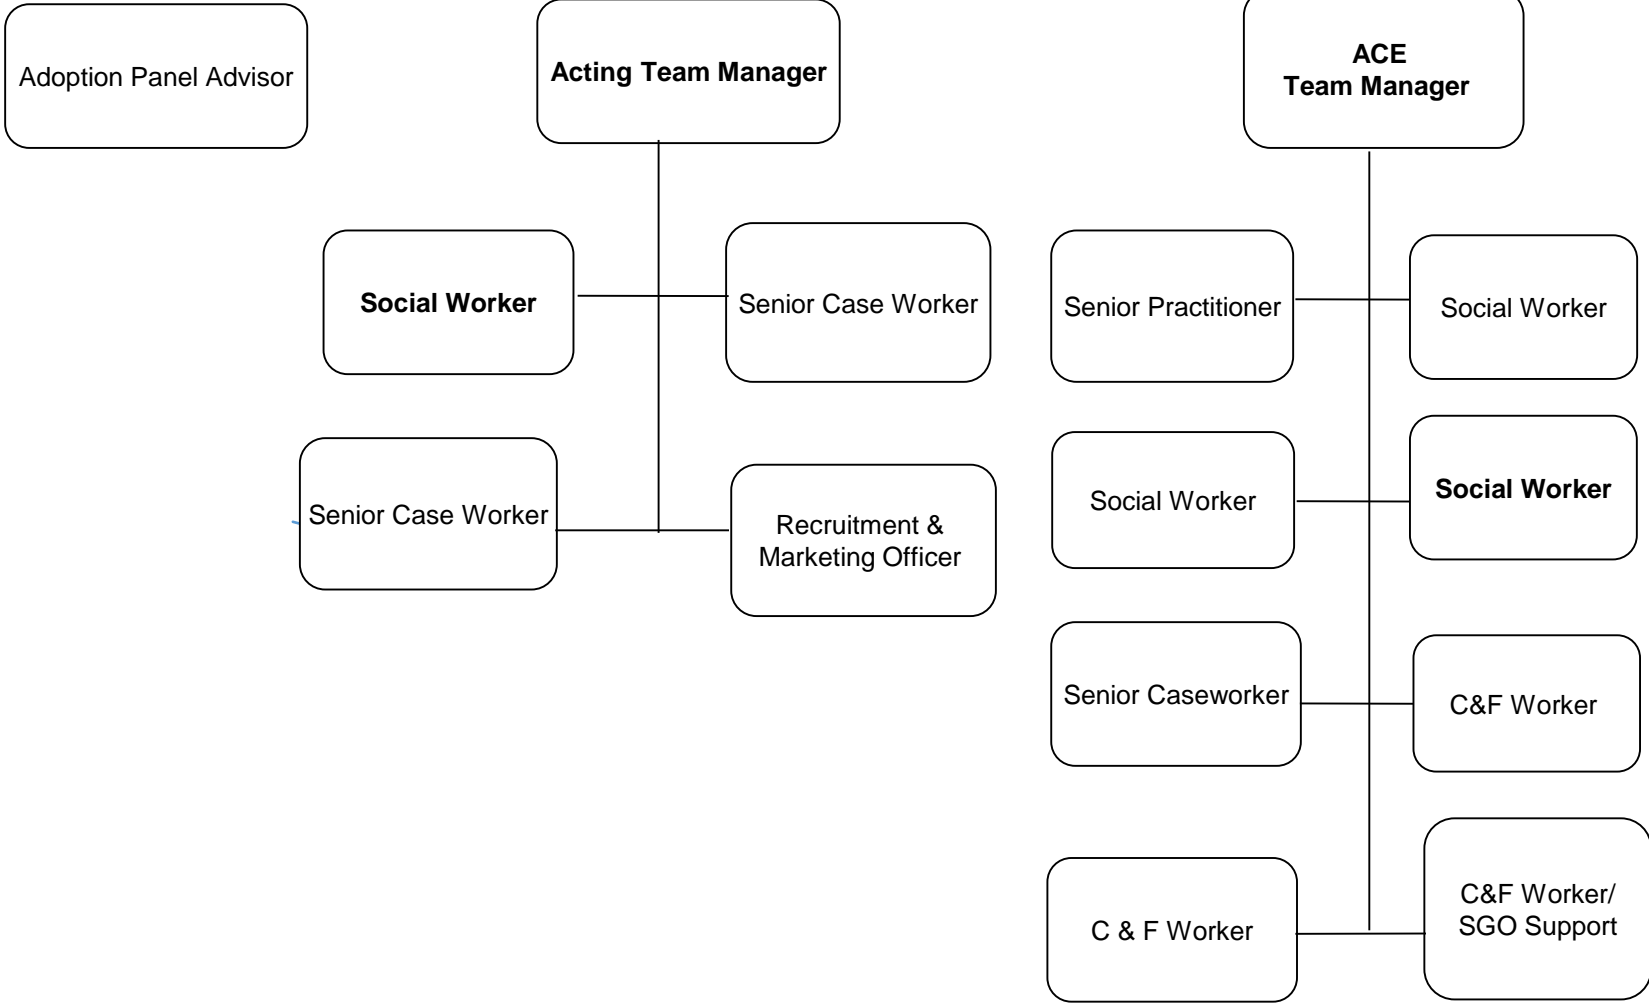 Adoption Panel Advisor
Acting Team Manager
ACE
Team Manager
Social Worker
Senior Case Worker
Senior Practitioner
Social Worker
Senior Case Worker
Recruitment &
Marketing Officer
Social Worker
Social Worker
Senior Caseworker
C&F Worker
C & F Worker
C&F Worker/
SGO Support